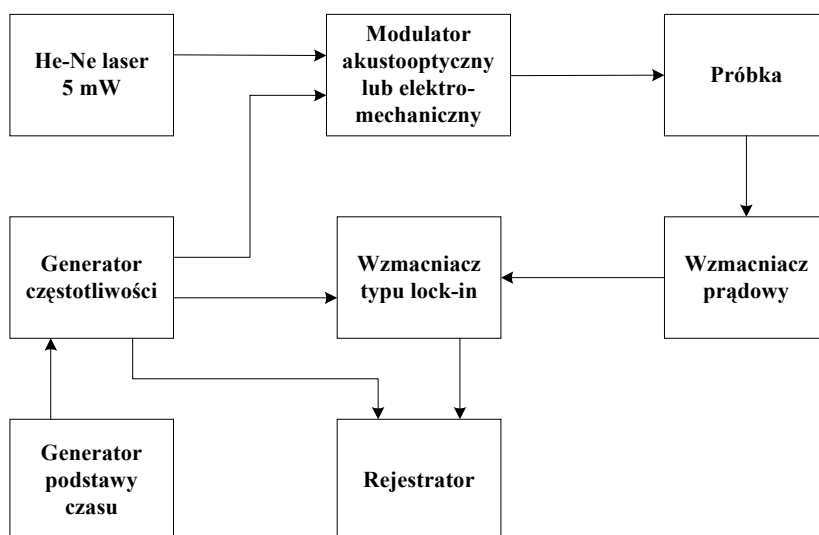 He-Ne laser
5 mW
Modulator
akustooptyczny
lub elektro-
mechaniczny
Próbka
Generator
częstotliwości
Wzmacniacz
typu lock-in
Wzmacniacz
prądowy
Generator
podstawy
czasu
Rejestrator